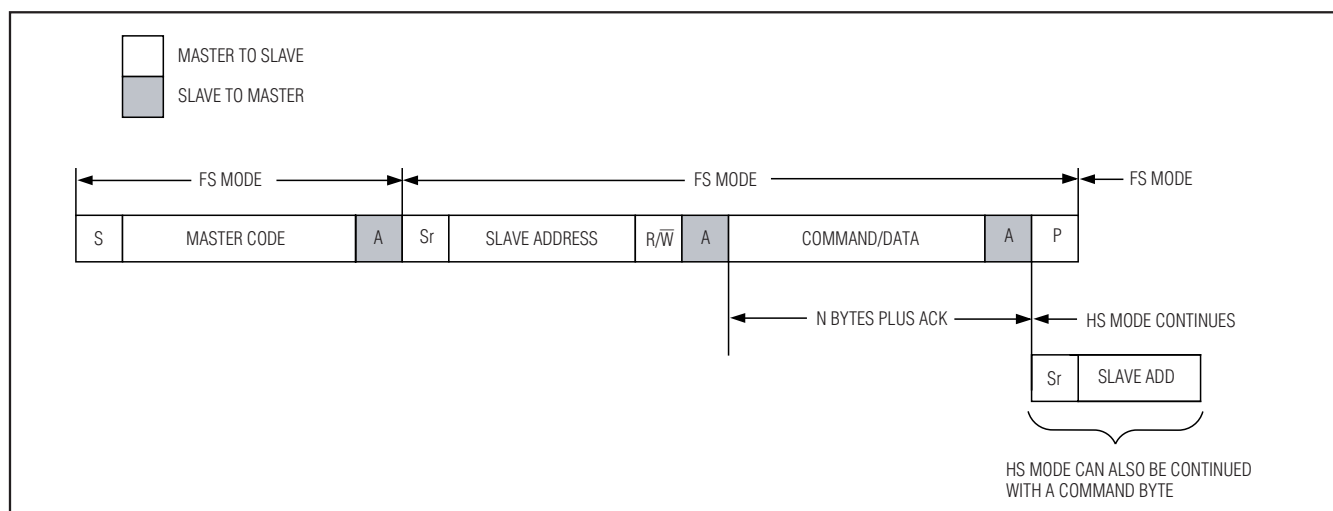 MASTER TO SLAVE
SLAVE TO MASTER
FS MODE
FS MODE
FS MODE
S MASTER CODE A Sr SLAVE ADDRESS R/W̅ A COMMAND/DATA A P
N BYTES PLUS ACK
HS MODE CONTINUES
Sr SLAVE ADD
HS MODE CAN ALSO BE CONTINUED
WITH A COMMAND BYTE